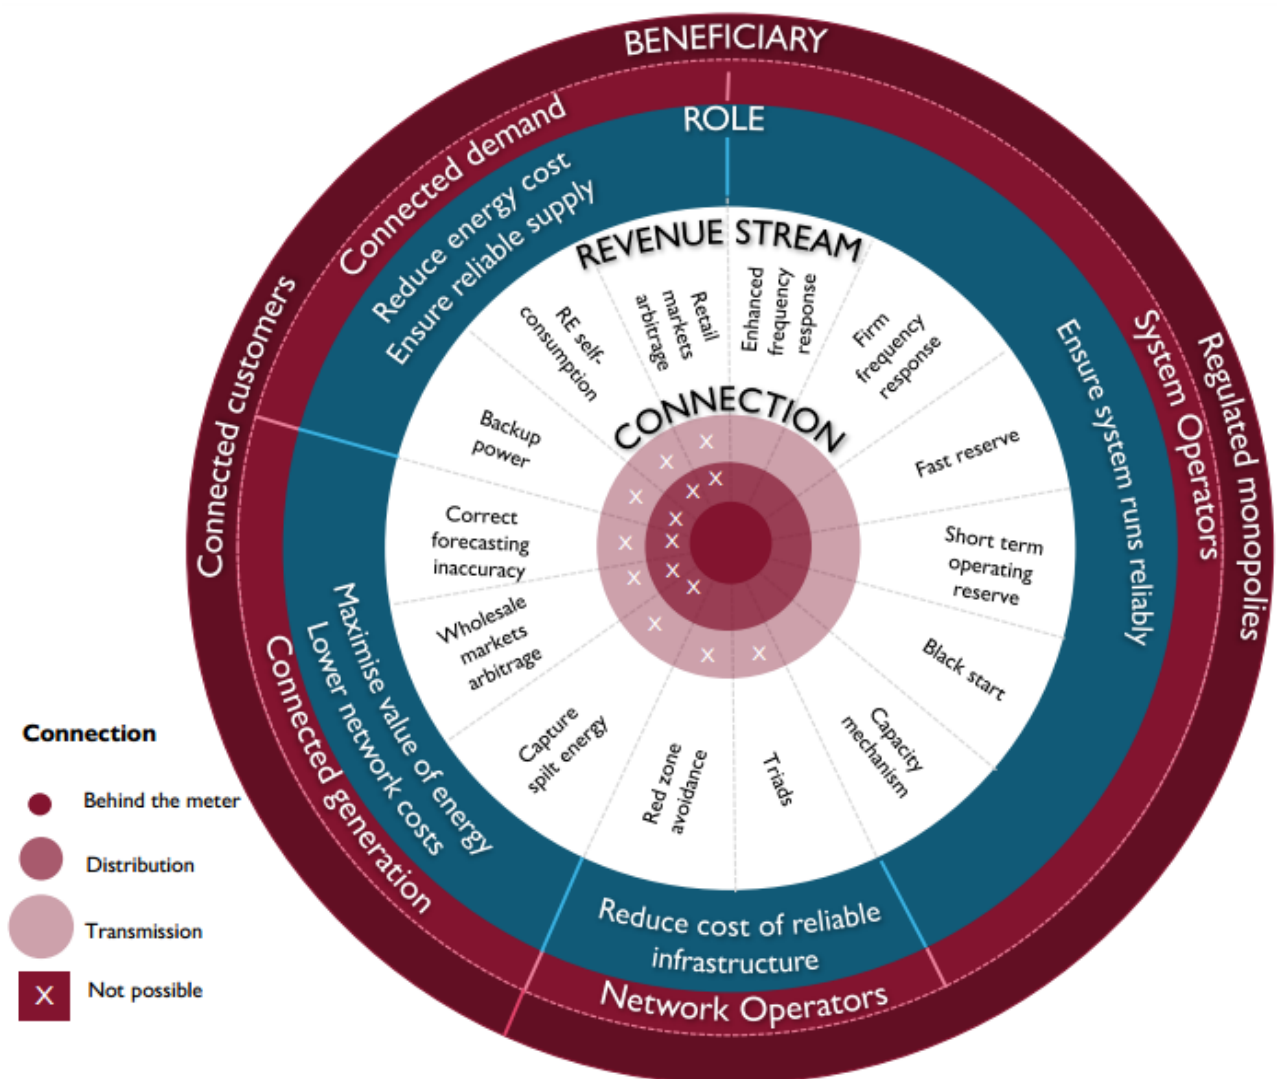 BENEFICIARY
ROLE
REVENUE STREAM
CONNECTION
Connected customers
Regulated monopolies
Connected demand
System Operators
Connected generation
Network Operators
Reduce energy cost
Ensure reliable supply
Ensure system runs reliably
Maximise value of energy
Lower network costs
Reduce cost of reliable
infrastructure
Enhanced
frequency
response
Firm
frequency
response
Fast reserve
Short term
operating
reserve
Black start
Capacity
mechanism
Triads
Red zone
avoidance
Capture
spilt energy
Wholesale
markets
arbitrage
Correct
forecasting
inaccuracy
Backup
power
RE self-
consumption
Retail
markets
arbitrage
X
X
X
X
X
X
X
X
X
X
X
X
X
X
Connection
Behind the meter
Distribution
Transmission
X Not possible